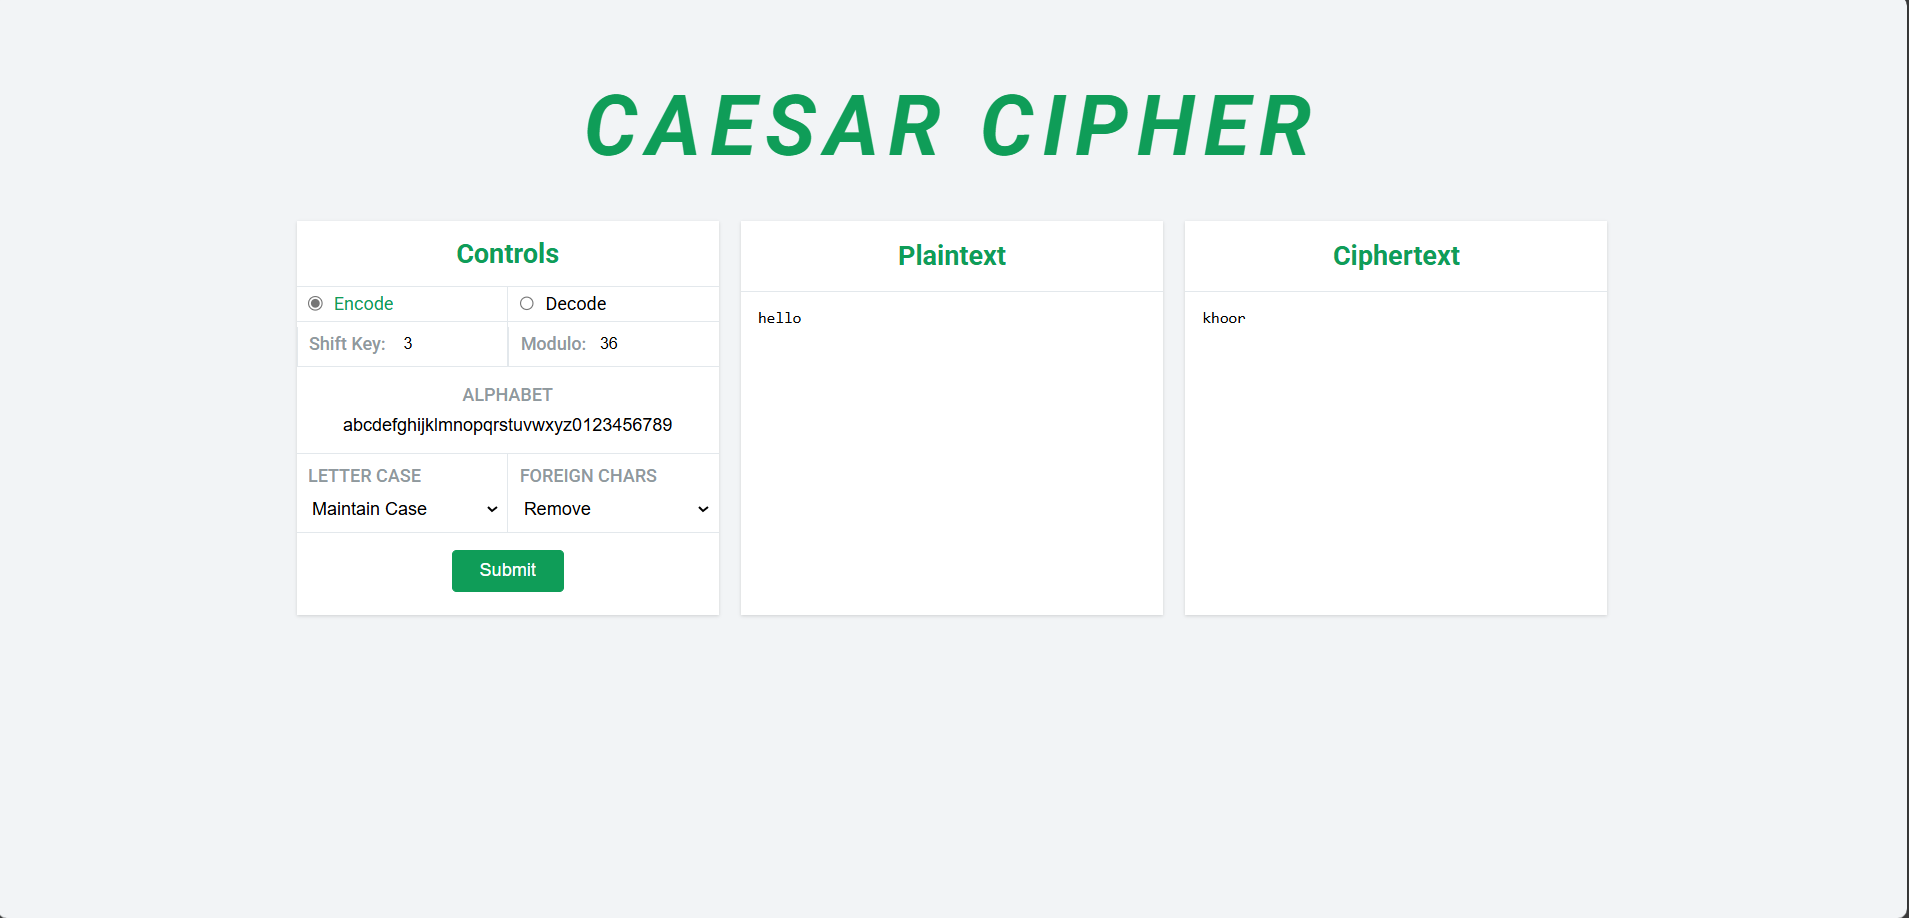 CAESAR CIPHER
Controls
Encode
Decode
Shift Key: 3
Modulo: 36
ALPHABET
abcdefghijklmnopqrstuvwxyz0123456789
LETTER CASE
Maintain Case
FOREIGN CHARS
Remove
Submit
Plaintext
hello
Ciphertext
khoor